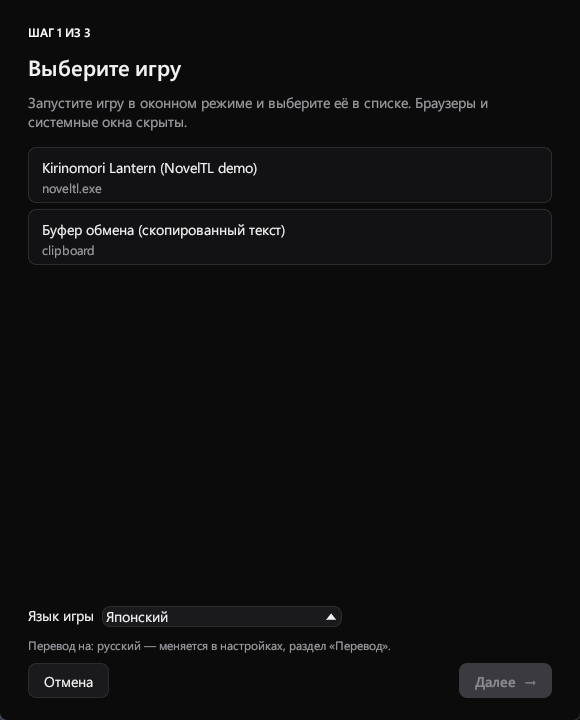 ШАГ 1 ИЗ 3
Выберите игру
Запустите игру в оконном режиме и выберите её в списке. Браузеры и
системные окна скрыты.
Kirinomori Lantern (NovelTL demo)
noveltl.exe
Буфер обмена (скопированный текст)
clipboard
Язык игры Японский
Перевод на: русский — меняется в настройках, раздел «Перевод».
Отмена Далее →